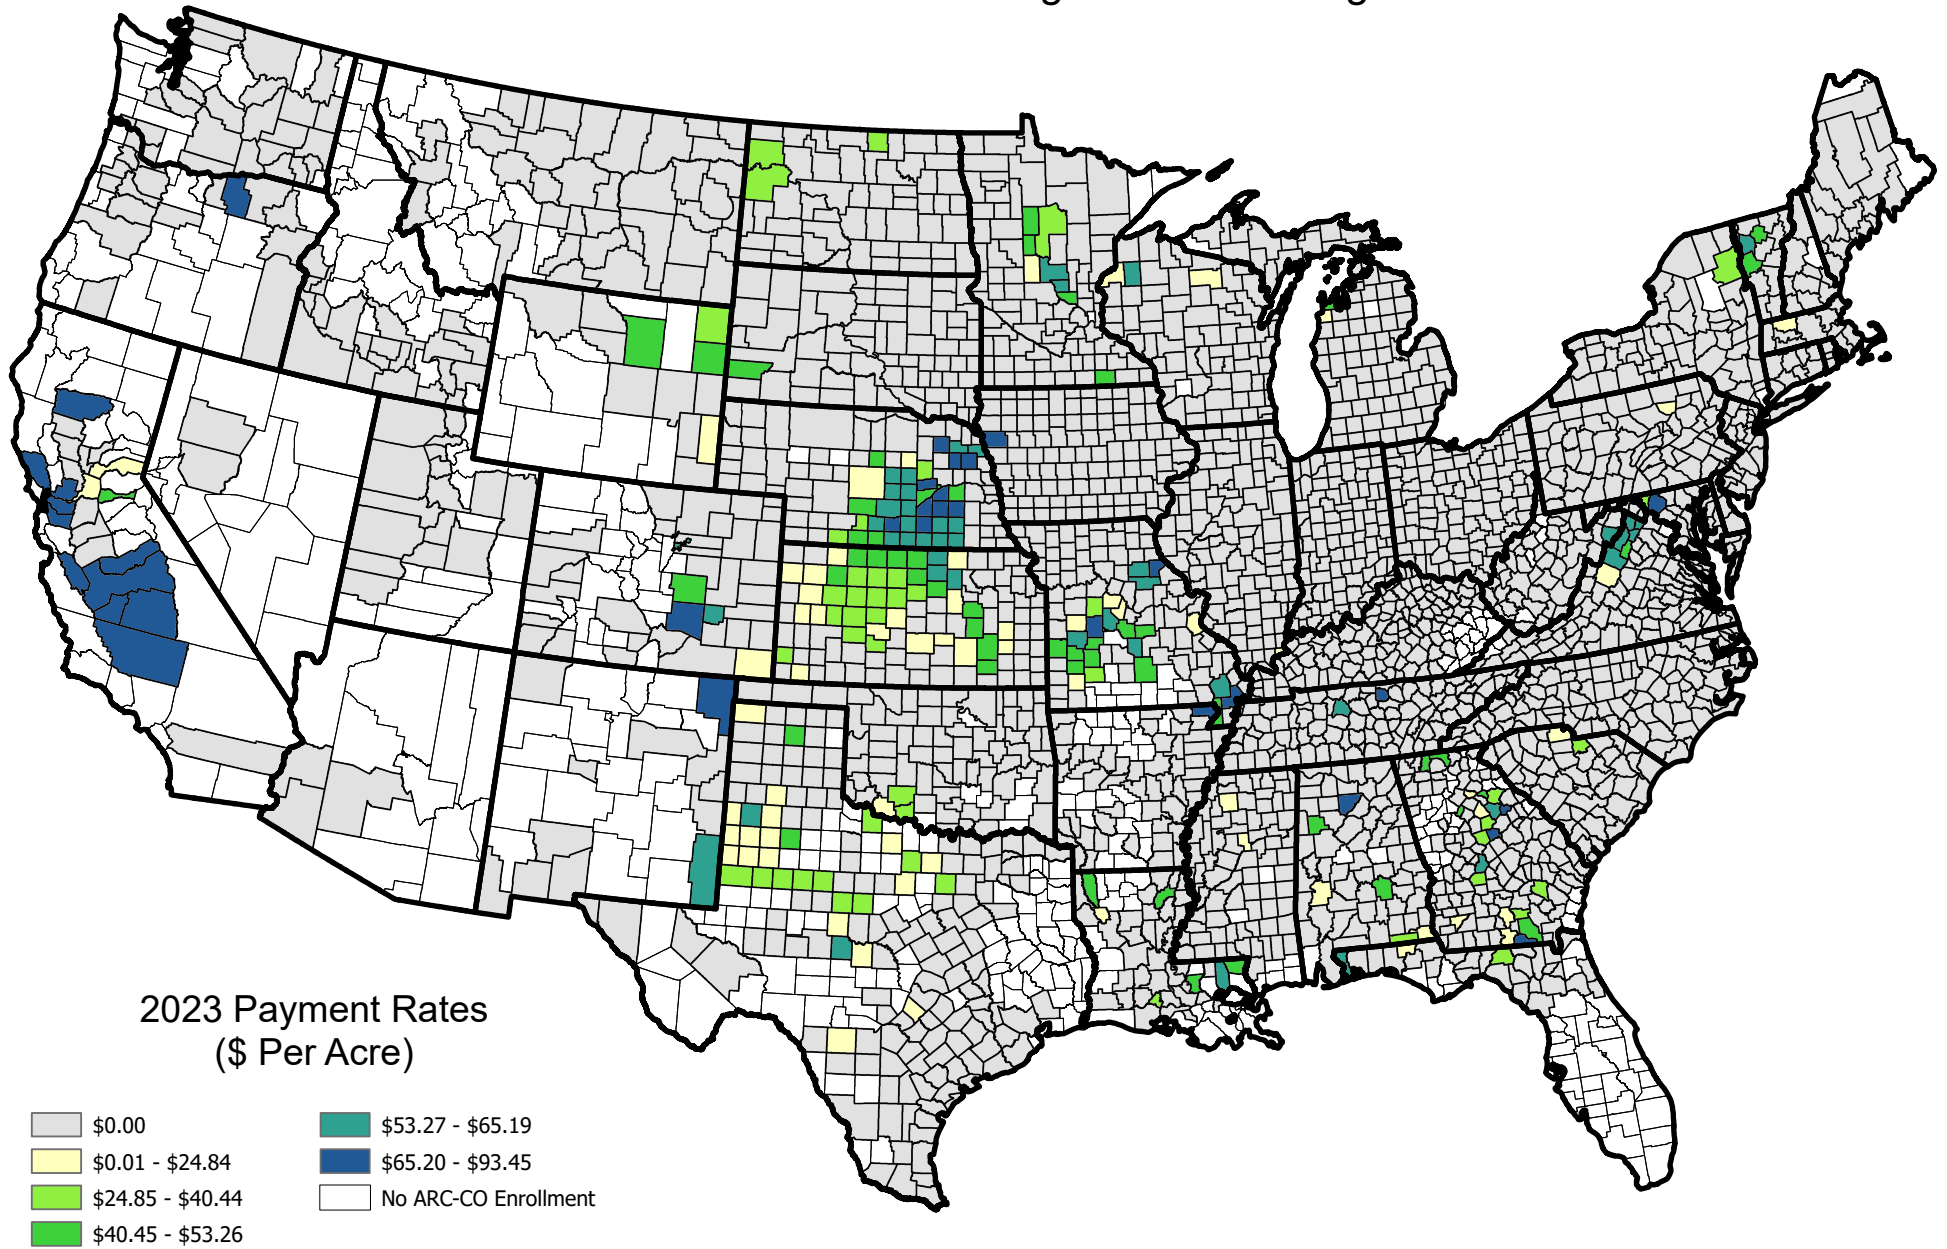 2023 Payment Rates
($ Per Acre)
$0.00
$0.01 - $24.84
$24.85 - $40.44
$40.45 - $53.26
$53.27 - $65.19
$65.20 - $93.45
No ARC-CO Enrollment